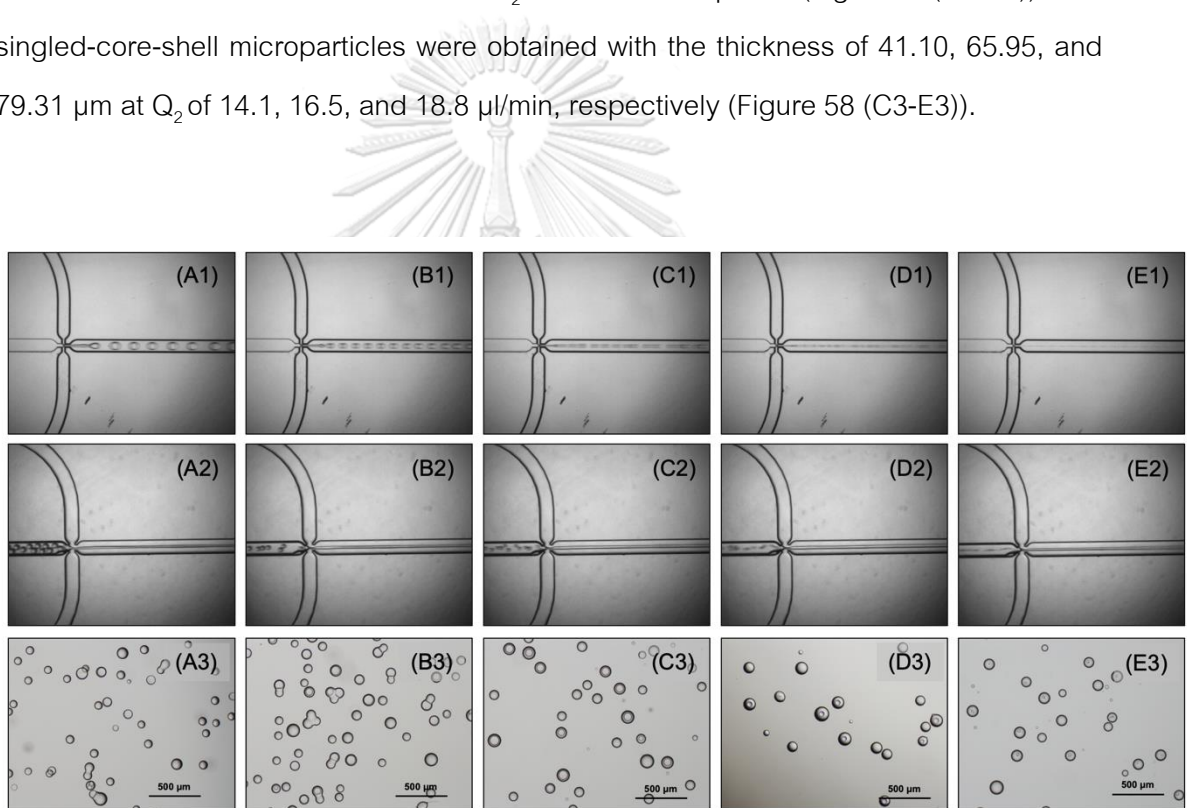 singled-core-shell microparticles were obtained with the thickness of 41.10, 65.95, and
79.31 µm at Q2 of 14.1, 16.5, and 18.8 µl/min, respectively (Figure 58 (C3-E3)).
(A1) (B1) (C1) (D1) (E1)
(A2) (B2) (C2) (D2) (E2)
(A3) (B3) (C3) (D3) (E3)
500 µm 500 µm 500 µm 500 µm 500 µm